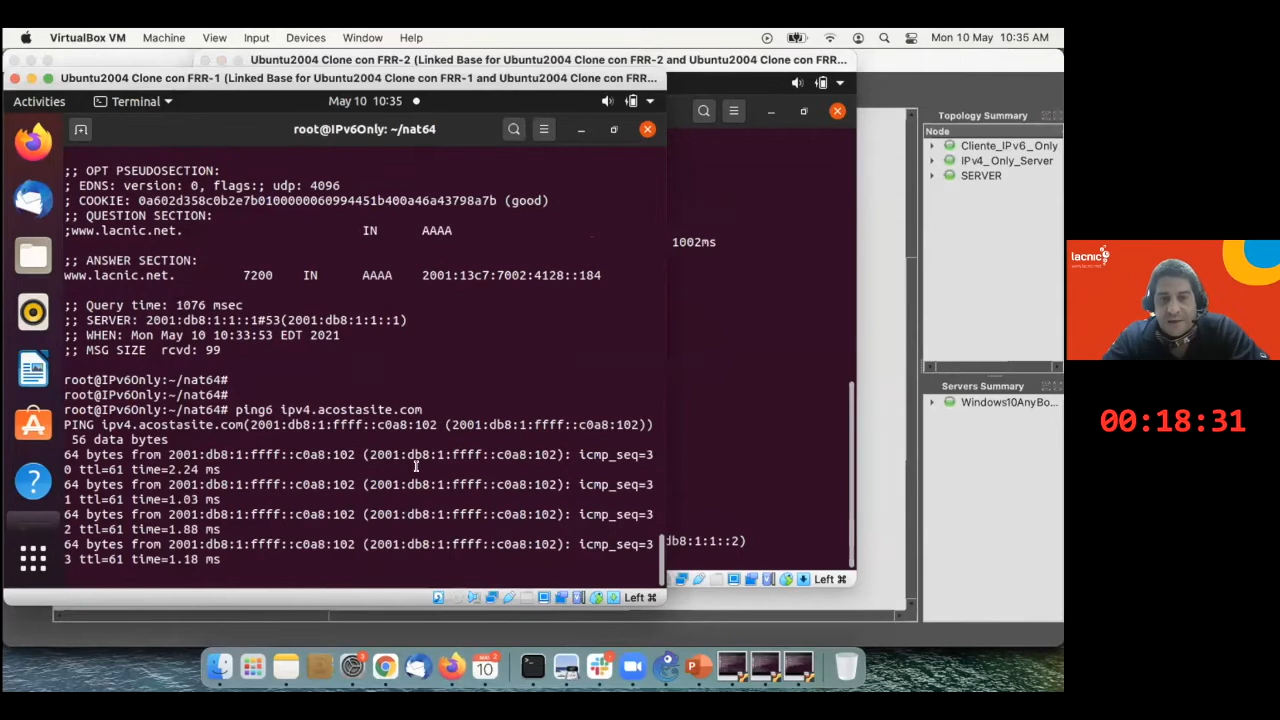 VirtualBox VM Machine View Input Devices Window Help Mon 10 May 10:35 AM
Ubuntu2004 Clone con FRR-2 (Linked Base for Ubuntu2004 Clone con FRR-2 and Ubuntu2004 Clone con FRR...
Ubuntu2004 Clone con FRR-1 (Linked Base for Ubuntu2004 Clone con FRR-1 and Ubuntu2004 Clone con FRR...
Activities Terminal May 10 10:35
root@IPv6Only: ~/nat64
;; OPT PSEUDOSECTION:
; EDNS: version: 0, flags:; udp: 4096
; COOKIE: 0a602d358c0b2e7b0100000060994451b400a46a43798a7b (good)
;; QUESTION SECTION:
;www.lacnic.net. IN AAAA
;; ANSWER SECTION:
www.lacnic.net. 7200 IN AAAA 2001:13c7:7002:4128::184
;; Query time: 1076 msec
;; SERVER: 2001:db8:1:1::1#53(2001:db8:1:1::1)
;; WHEN: Mon May 10 10:33:53 EDT 2021
;; MSG SIZE rcvd: 99
root@IPv6Only:~/nat64#
root@IPv6Only:~/nat64#
root@IPv6Only:~/nat64# ping6 ipv4.acostasite.com
PING ipv4.acostasite.com(2001:db8:1:ffff::c0a8:102 (2001:db8:1:ffff::c0a8:102))
56 data bytes
64 bytes from 2001:db8:1:ffff::c0a8:102 (2001:db8:1:ffff::c0a8:102): icmp_seq=3
0 ttl=61 time=2.24 ms
64 bytes from 2001:db8:1:ffff::c0a8:102 (2001:db8:1:ffff::c0a8:102): icmp_seq=3
1 ttl=61 time=1.03 ms
64 bytes from 2001:db8:1:ffff::c0a8:102 (2001:db8:1:ffff::c0a8:102): icmp_seq=3
2 ttl=61 time=1.88 ms
64 bytes from 2001:db8:1:ffff::c0a8:102 (2001:db8:1:ffff::c0a8:102): icmp_seq=3
3 ttl=61 time=1.18 ms
Left ⌘
1002ms
db8:1:1::2)
Left ⌘
Topology Summary
Node
Cliente_IPv6_Only
IPv4_Only_Server
SERVER
Servers Summary
Windows10AnyBo...
lacnic
00:18:31
10